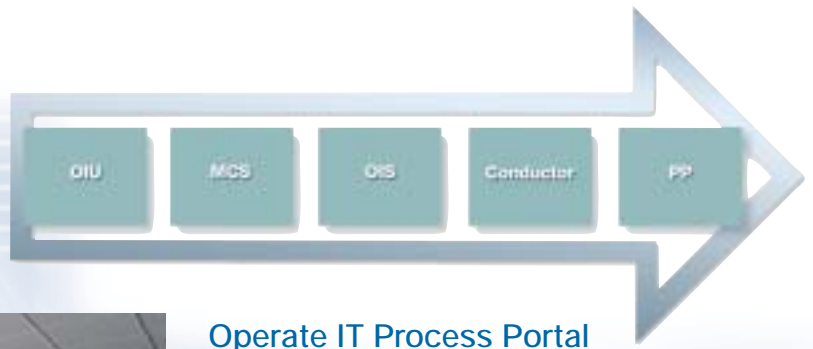 OIU MCS OIS Conductor PP
Operate IT Process Portal